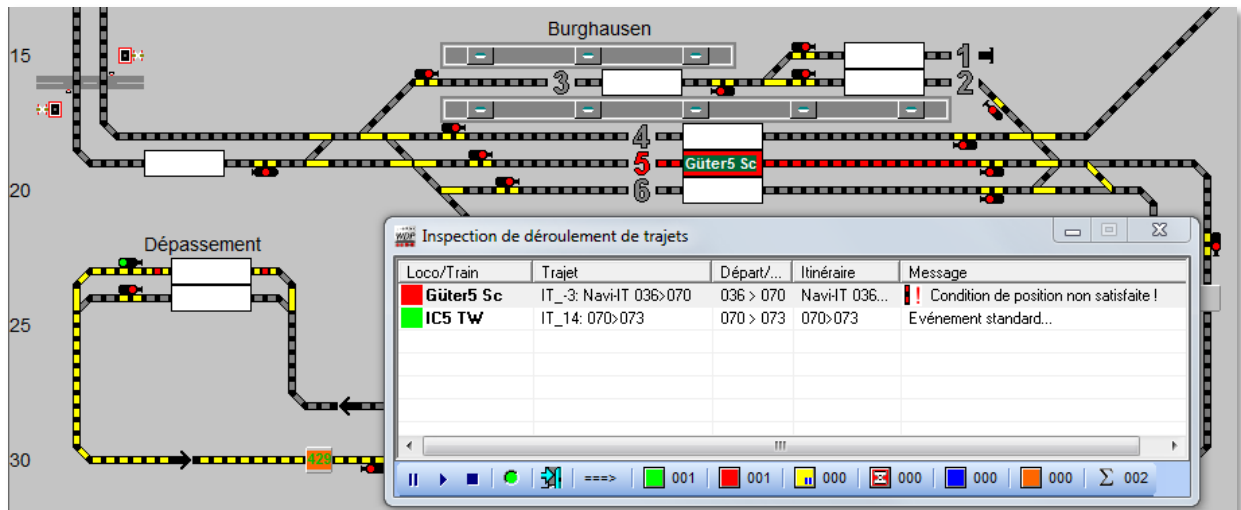 Burghausen
15
1
3
2
4
5
Güter5 Sc
6
20
WDP Inspection de déroulement de trajets
Dépassement
Loco/Train Trajet Départ/... Itinéraire Message
Güter5 Sc IT_-3: Navi-IT 036>070 036 > 070 Navi-IT 036... ! Condition de position non satisfaite !
IC5 TW IT_14: 070>073 070 > 073 070>073 Evénement standard...
25
30
429
===> 001 001 000 000 000 000 Σ 002